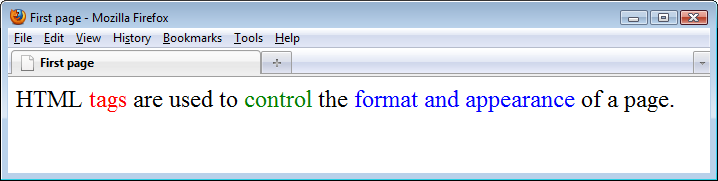 First page - Mozilla Firefox
File Edit View History Bookmarks Tools Help
First page
HTML tags are used to control the format and appearance of a page.